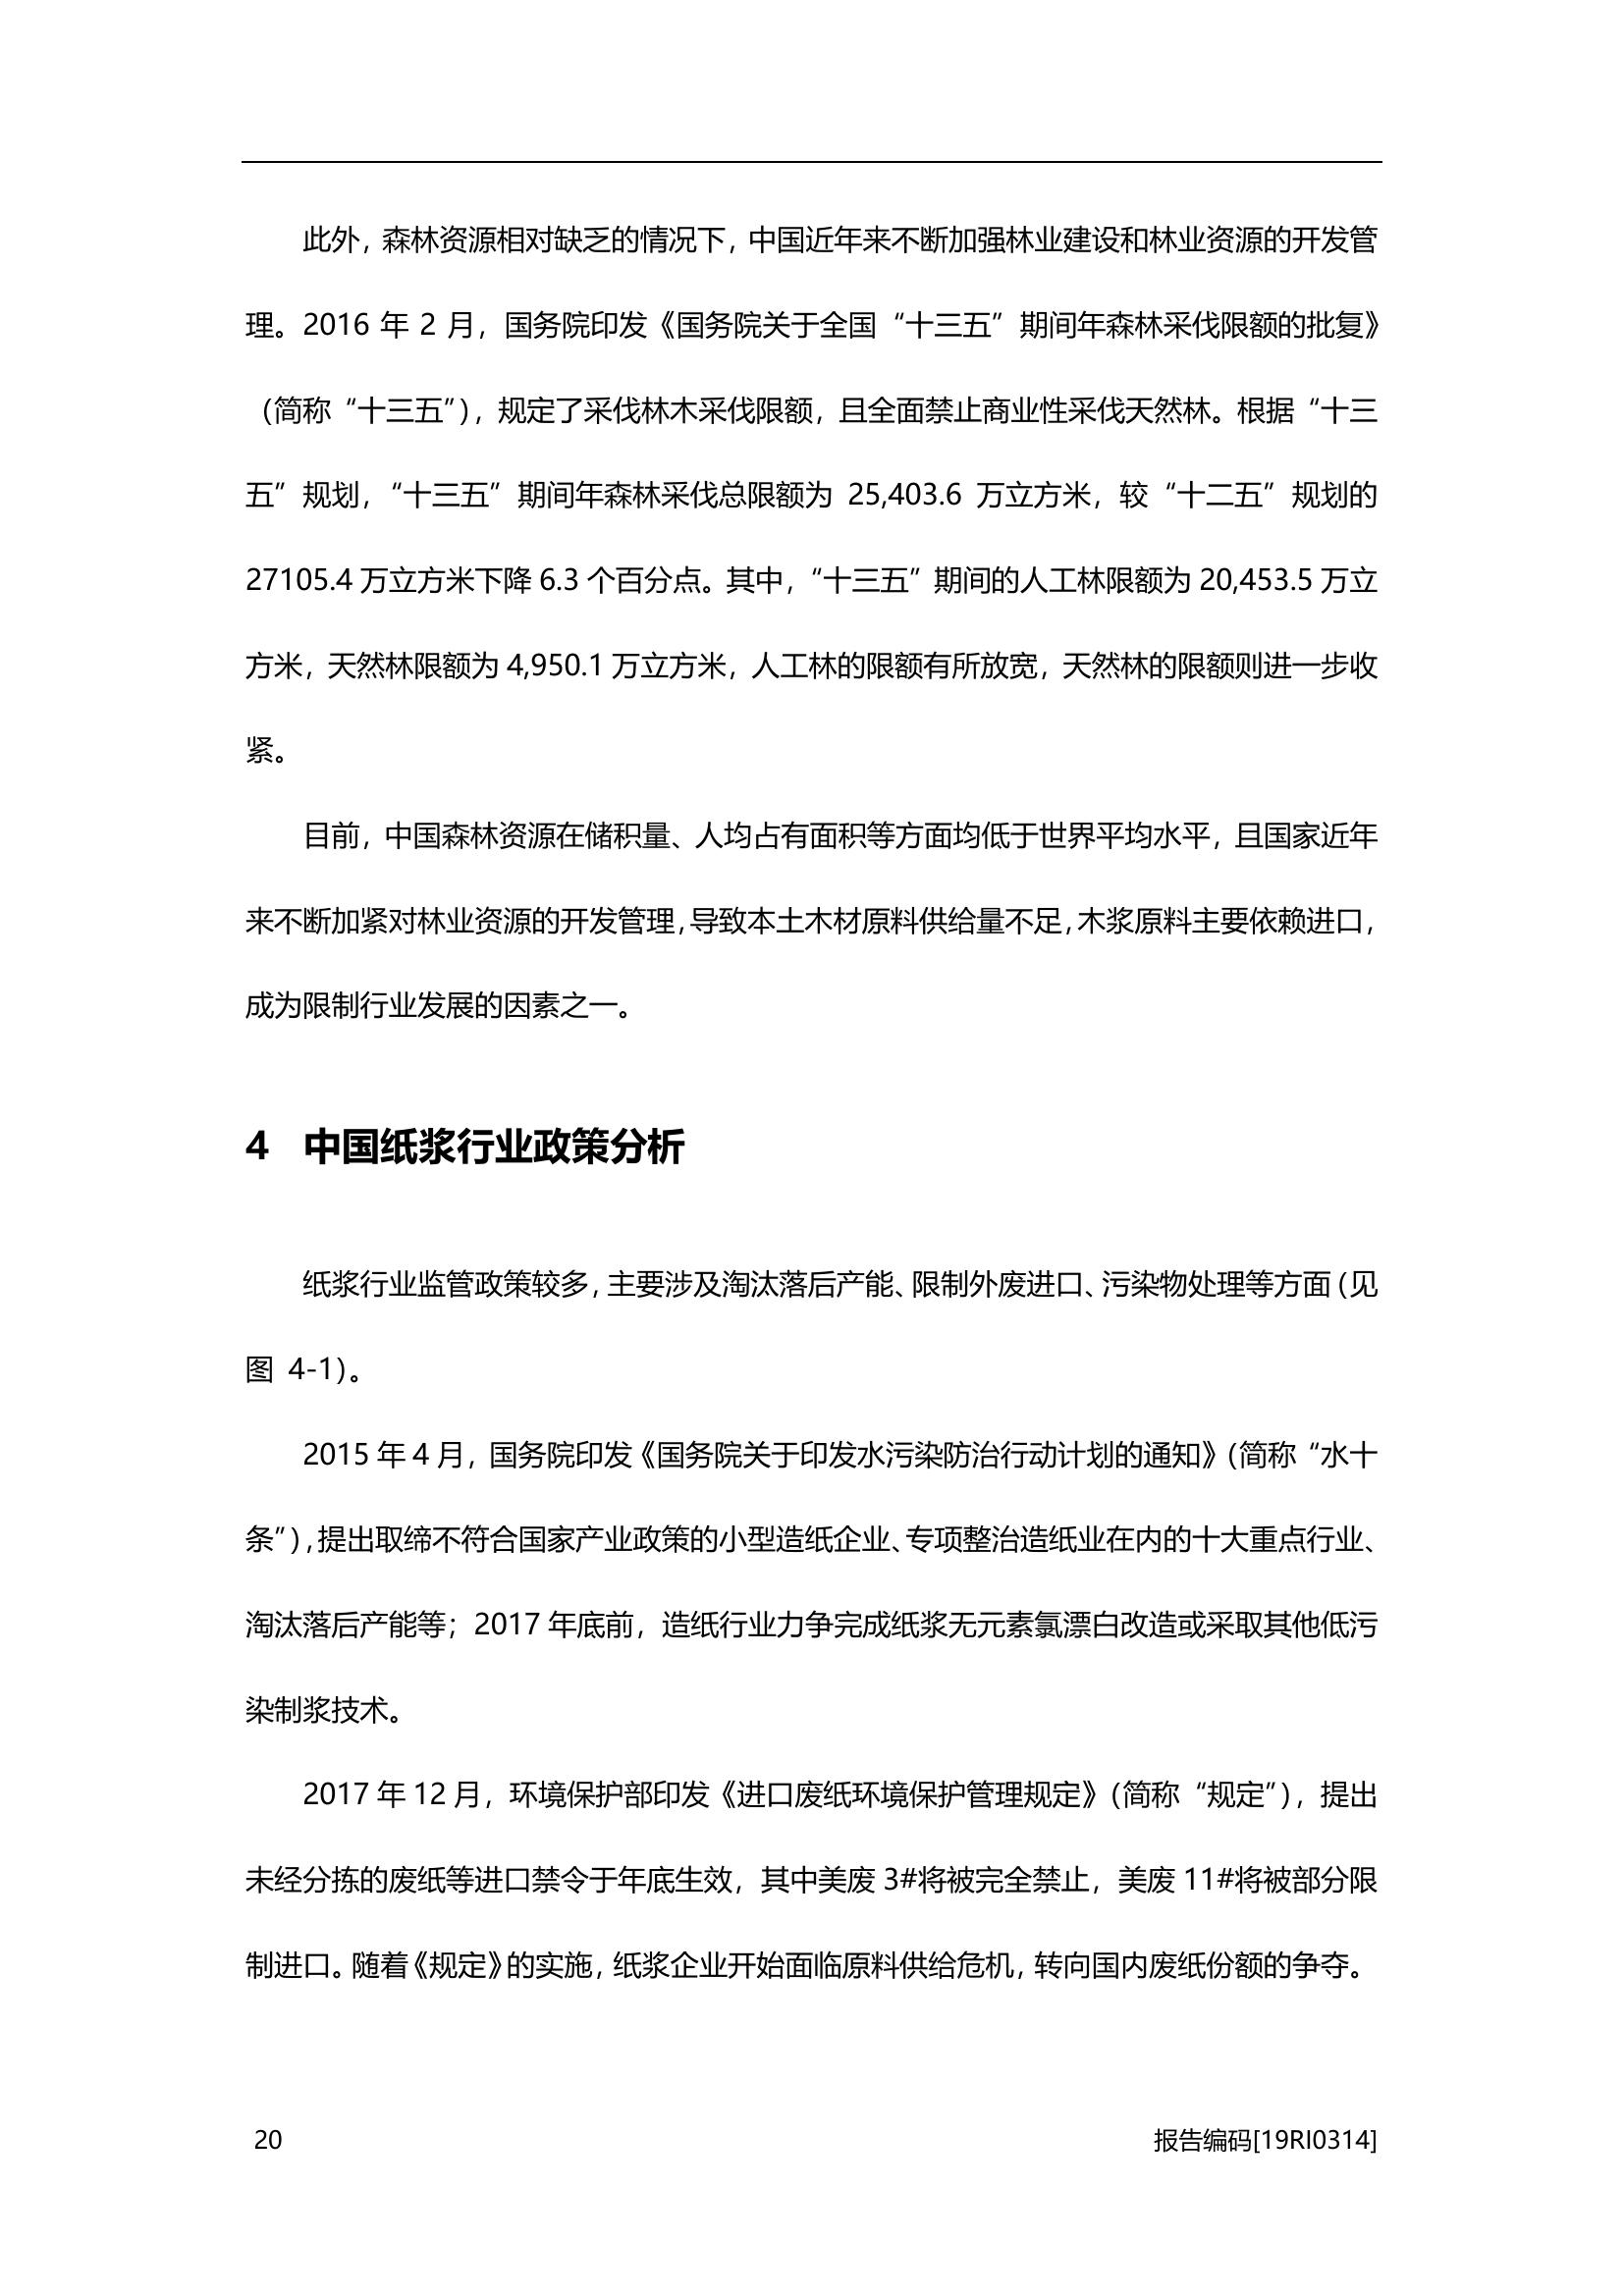 此外，森林资源相对缺乏的情况下，中国近年来不断加强林业建设和林业资源的开发管
理。2016 年 2 月，国务院印发《国务院关于全国“十三五”期间年森林采伐限额的批复》
（简称“十三五”），规定了采伐林木采伐限额，且全面禁止商业性采伐天然林。根据“十三
五”规划，“十三五”期间年森林采伐总限额为 25,403.6 万立方米，较“十二五”规划的
27105.4 万立方米下降 6.3 个百分点。其中，“十三五”期间的人工林限额为 20,453.5 万立
方米，天然林限额为 4,950.1 万立方米，人工林的限额有所放宽，天然林的限额则进一步收
紧。
目前，中国森林资源在储积量、人均占有面积等方面均低于世界平均水平，且国家近年
来不断加紧对林业资源的开发管理，导致本土木材原料供给量不足，木浆原料主要依赖进口，
成为限制行业发展的因素之一。
4 中国纸浆行业政策分析
纸浆行业监管政策较多，主要涉及淘汰落后产能、限制外废进口、污染物处理等方面（见
图 4-1）。
2015 年 4 月，国务院印发《国务院关于印发水污染防治行动计划的通知》（简称“水十
条”），提出取缔不符合国家产业政策的小型造纸企业、专项整治造纸业在内的十大重点行业、
淘汰落后产能等；2017 年底前，造纸行业力争完成纸浆无元素氯漂白改造或采取其他低污
染制浆技术。
2017 年 12 月，环境保护部印发《进口废纸环境保护管理规定》（简称“规定”），提出
未经分拣的废纸等进口禁令于年底生效，其中美废 3#将被完全禁止，美废 11#将被部分限
制进口。随着《规定》的实施，纸浆企业开始面临原料供给危机，转向国内废纸份额的争夺。
20 报告编码[19RI0314]